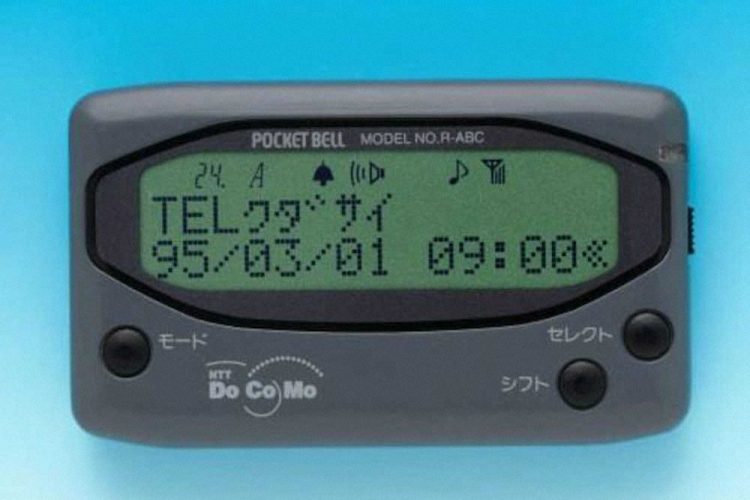 POCKET BELL MODEL NO.R-ABC
24. A
TELクダサイ
95/03/01 09:00«
モード
セレクト
シフト
NTT
DoCoMo